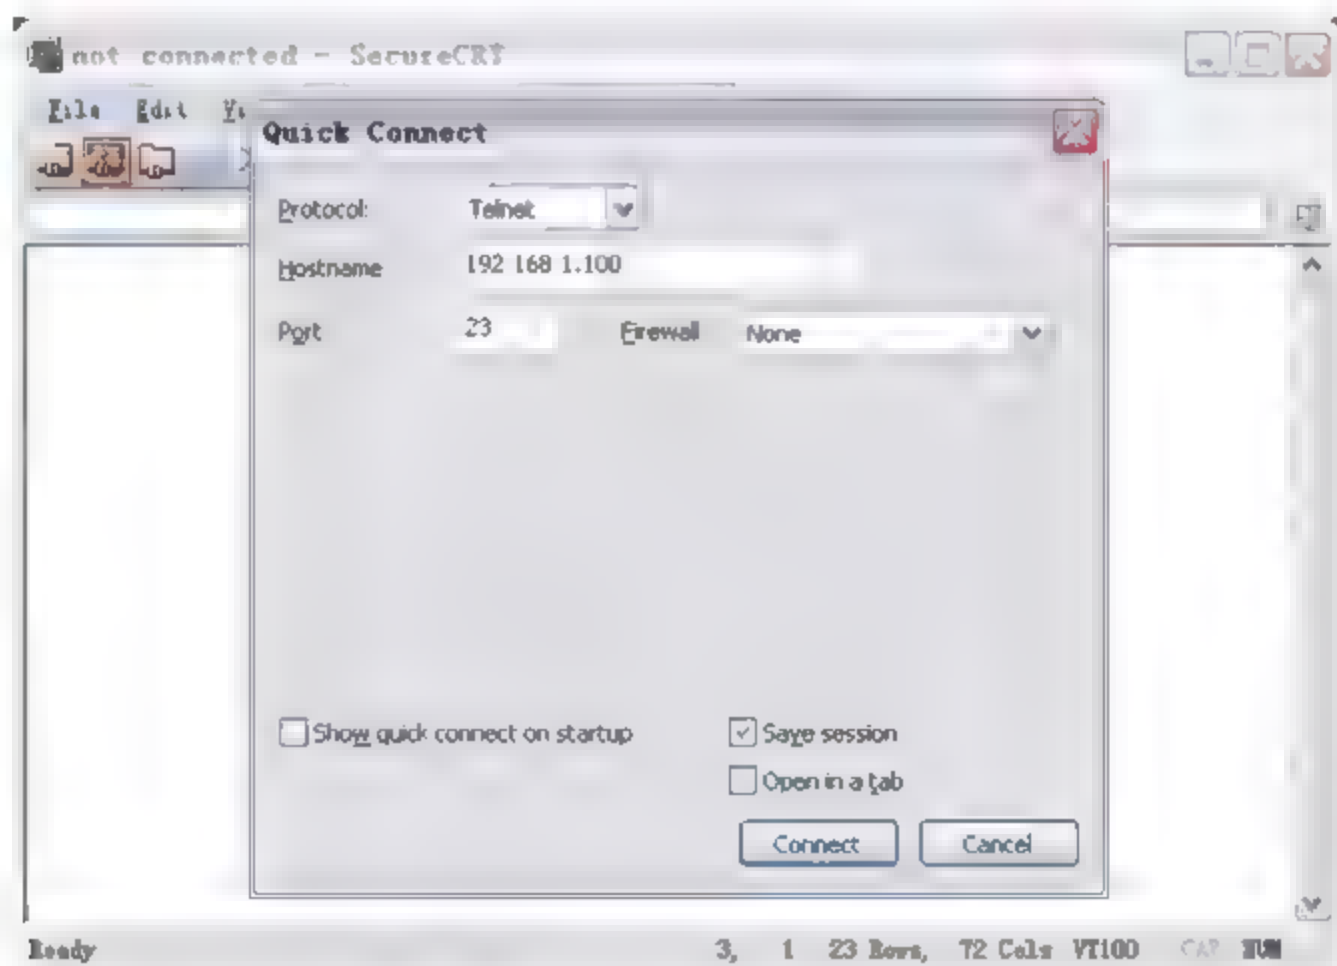 not connected - SecureCRT
File Edit
Quick Connect
Protocol: Telnet
Hostname 192 168 1.100
Port 23 Firewall None
Show quick connect on startup
Save session
Open in a tab
Connect Cancel
Ready 3, 1 23 Rows, 72 Cols VT100 CAP NUM